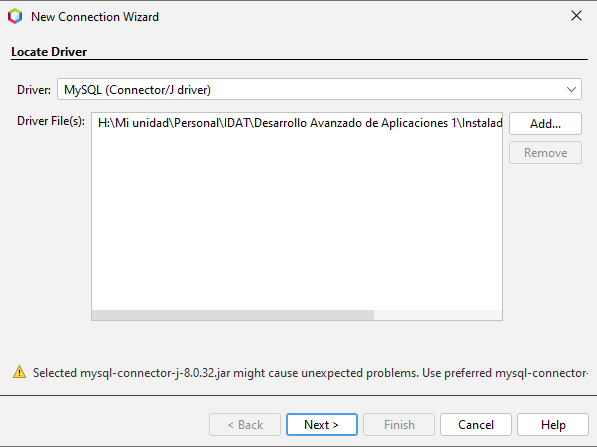 New Connection Wizard
Locate Driver
Driver: MySQL (Connector/J driver)
Driver File(s): H:\Mi unidad\Personal\IDAT\Desarrollo Avanzado de Aplicaciones 1\Instalad
Add...
Remove
Selected mysql-connector-j-8.0.32.jar might cause unexpected problems. Use preferred mysql-connector-
< Back Next > Finish Cancel Help